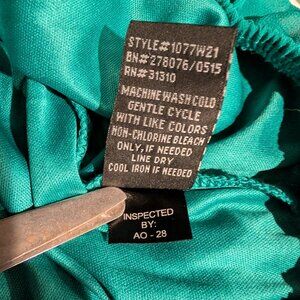 STYLE#1077W21
BN#278076/0515
RN#31310
MACHINE WASH COLD
GENTLE CYCLE
WITH LIKE COLORS
NON-CHLORINE BLEACH
ONLY, IF NEEDED
LINE DRY
COOL IRON IF NEEDED
INSPECTED
BY:
AO - 28